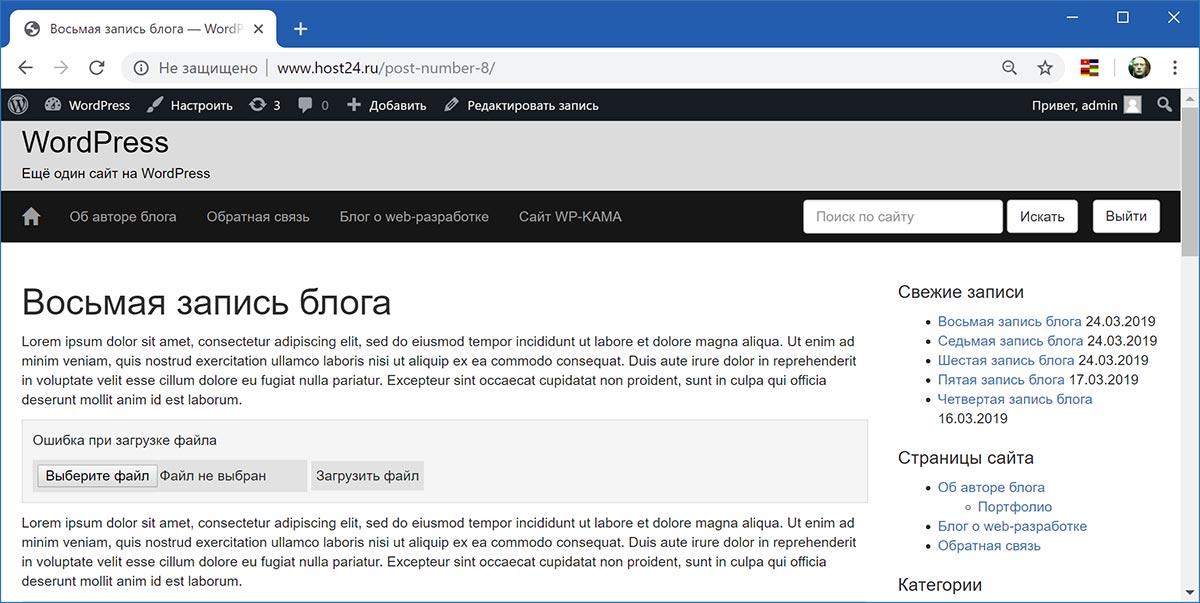 Восьмая запись блога — WordP
Не защищено www.host24.ru/post-number-8/
WordPress Настроить 3 0 Добавить Редактировать запись Привет, admin
WordPress
Ещё один сайт на WordPress
Об авторе блога Обратная связь Блог о web-разработке Сайт WP-KAMA Поиск по сайту Искать Выйти
Восьмая запись блога
Lorem ipsum dolor sit amet, consectetur adipiscing elit, sed do eiusmod tempor incididunt ut labore et dolore magna aliqua. Ut enim ad
minim veniam, quis nostrud exercitation ullamco laboris nisi ut aliquip ex ea commodo consequat. Duis aute irure dolor in reprehenderit
in voluptate velit esse cillum dolore eu fugiat nulla pariatur. Excepteur sint occaecat cupidatat non proident, sunt in culpa qui officia
deserunt mollit anim id est laborum.
Ошибка при загрузке файла
Выберите файл Файл не выбран Загрузить файл
Lorem ipsum dolor sit amet, consectetur adipiscing elit, sed do eiusmod tempor incididunt ut labore et dolore magna aliqua. Ut enim ad
minim veniam, quis nostrud exercitation ullamco laboris nisi ut aliquip ex ea commodo consequat. Duis aute irure dolor in reprehenderit
in voluptate velit esse cillum dolore eu fugiat nulla pariatur. Excepteur sint occaecat cupidatat non proident, sunt in culpa qui officia
deserunt mollit anim id est laborum.
Свежие записи
Восьмая запись блога 24.03.2019
Седьмая запись блога 24.03.2019
Шестая запись блога 24.03.2019
Пятая запись блога 17.03.2019
Четвертая запись блога
16.03.2019
Страницы сайта
Об авторе блога
Портфолио
Блог о web-разработке
Обратная связь
Категории